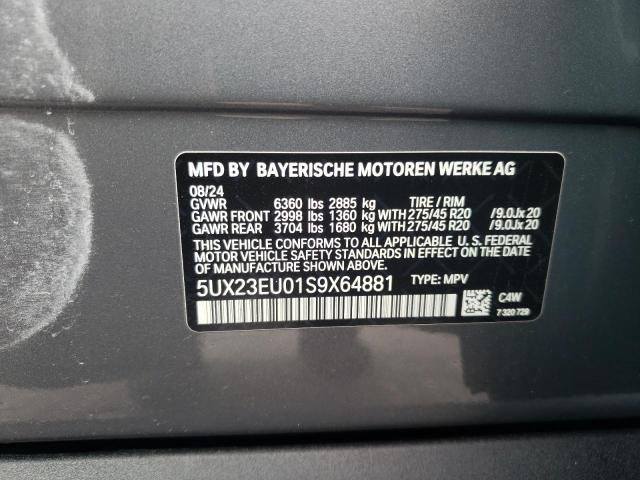 MFD BY BAYERISCHE MOTOREN WERKE AG
08/24
GVWR 6360 lbs 2885 kg TIRE / RIM
GAWR FRONT 2998 lbs 1360 kg WITH 275/45 R20 /9.0Jx20
GAWR REAR 3704 lbs 1680 kg WITH 275/45 R20 /9.0Jx20
THIS VEHICLE CONFORMS TO ALL APPLICABLE U. S. FEDERAL
MOTOR VEHICLE SAFETY STANDARDS IN EFFECT ON THE
DATE OF MANUFACTURE SHOWN ABOVE.
5UX23EU01S9X64881 TYPE: MPV
C4W
7 320 729